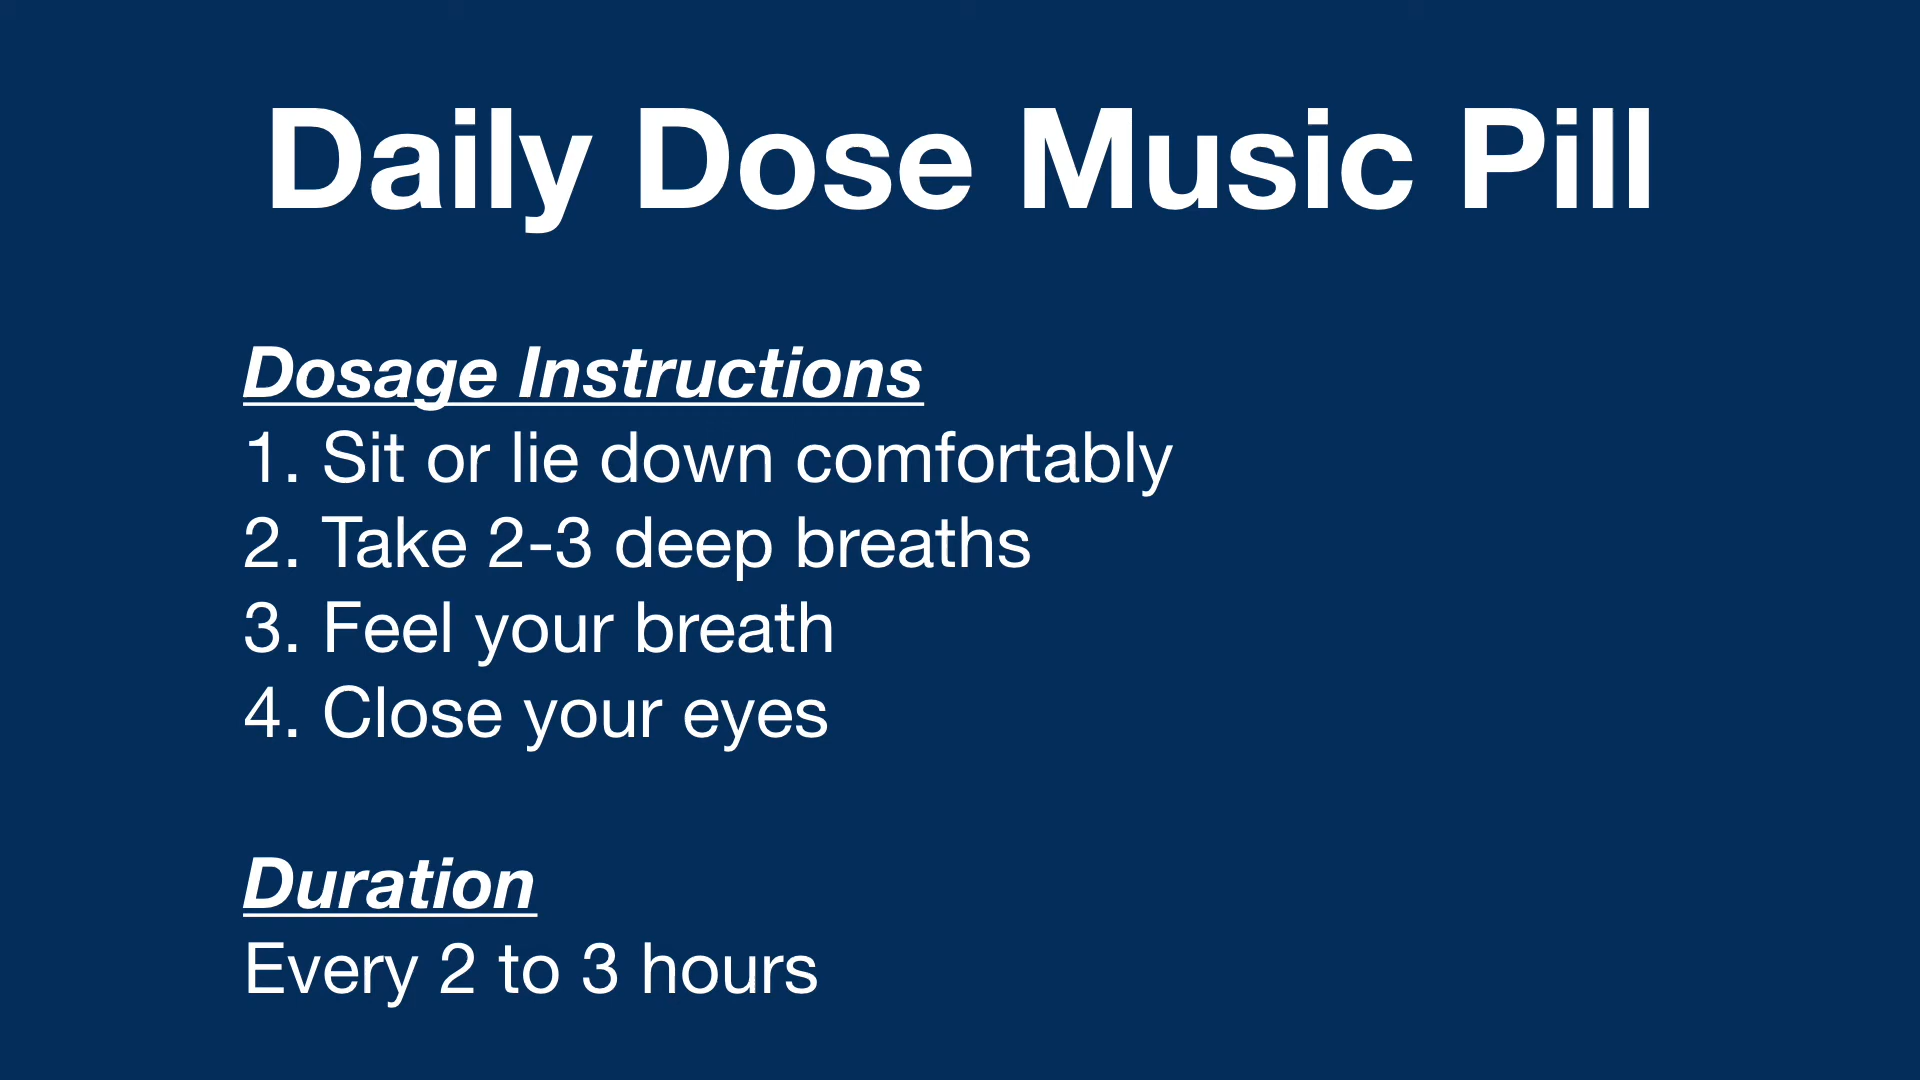 Daily Dose Music Pill
Dosage Instructions
1. Sit or lie down comfortably
2. Take 2-3 deep breaths
3. Feel your breath
4. Close your eyes
Duration
Every 2 to 3 hours